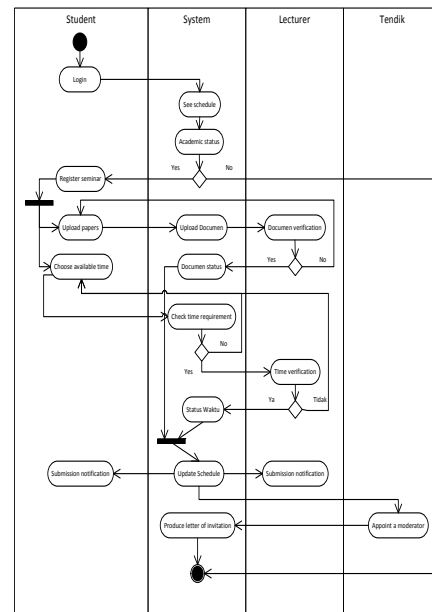 Student
System
Lecturer
Tendik
Login
See schedule
Academic status
Yes
No
Register seminar
Upload papers
Upload Documen
Documen verification
Yes
No
Choose available time
Documen status
Check time requirement
No
Yes
Time verification
Ya
Tidak
Status Waktu
Submission notification
Update Schedule
Submission notification
Produce letter of invitation
Appoint a moderator